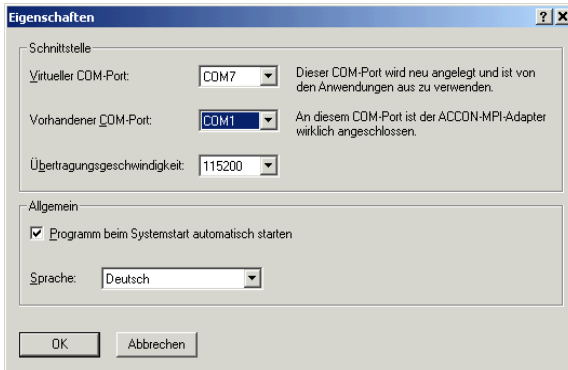 Eigenschaften
Schnittstelle
Virtueller COM-Port:
COM7
Dieser COM-Port wird neu angelegt und ist von
den Anwendungen aus zu verwenden.
Vorhandener COM-Port:
COM1
An diesem COM-Port ist der ACCON-MPI-Adapter
wirklich angeschlossen.
Übertragungsgeschwindigkeit:
115200
Allgemein
Programm beim Systemstart automatisch starten
Sprache:
Deutsch
OK
Abbrechen